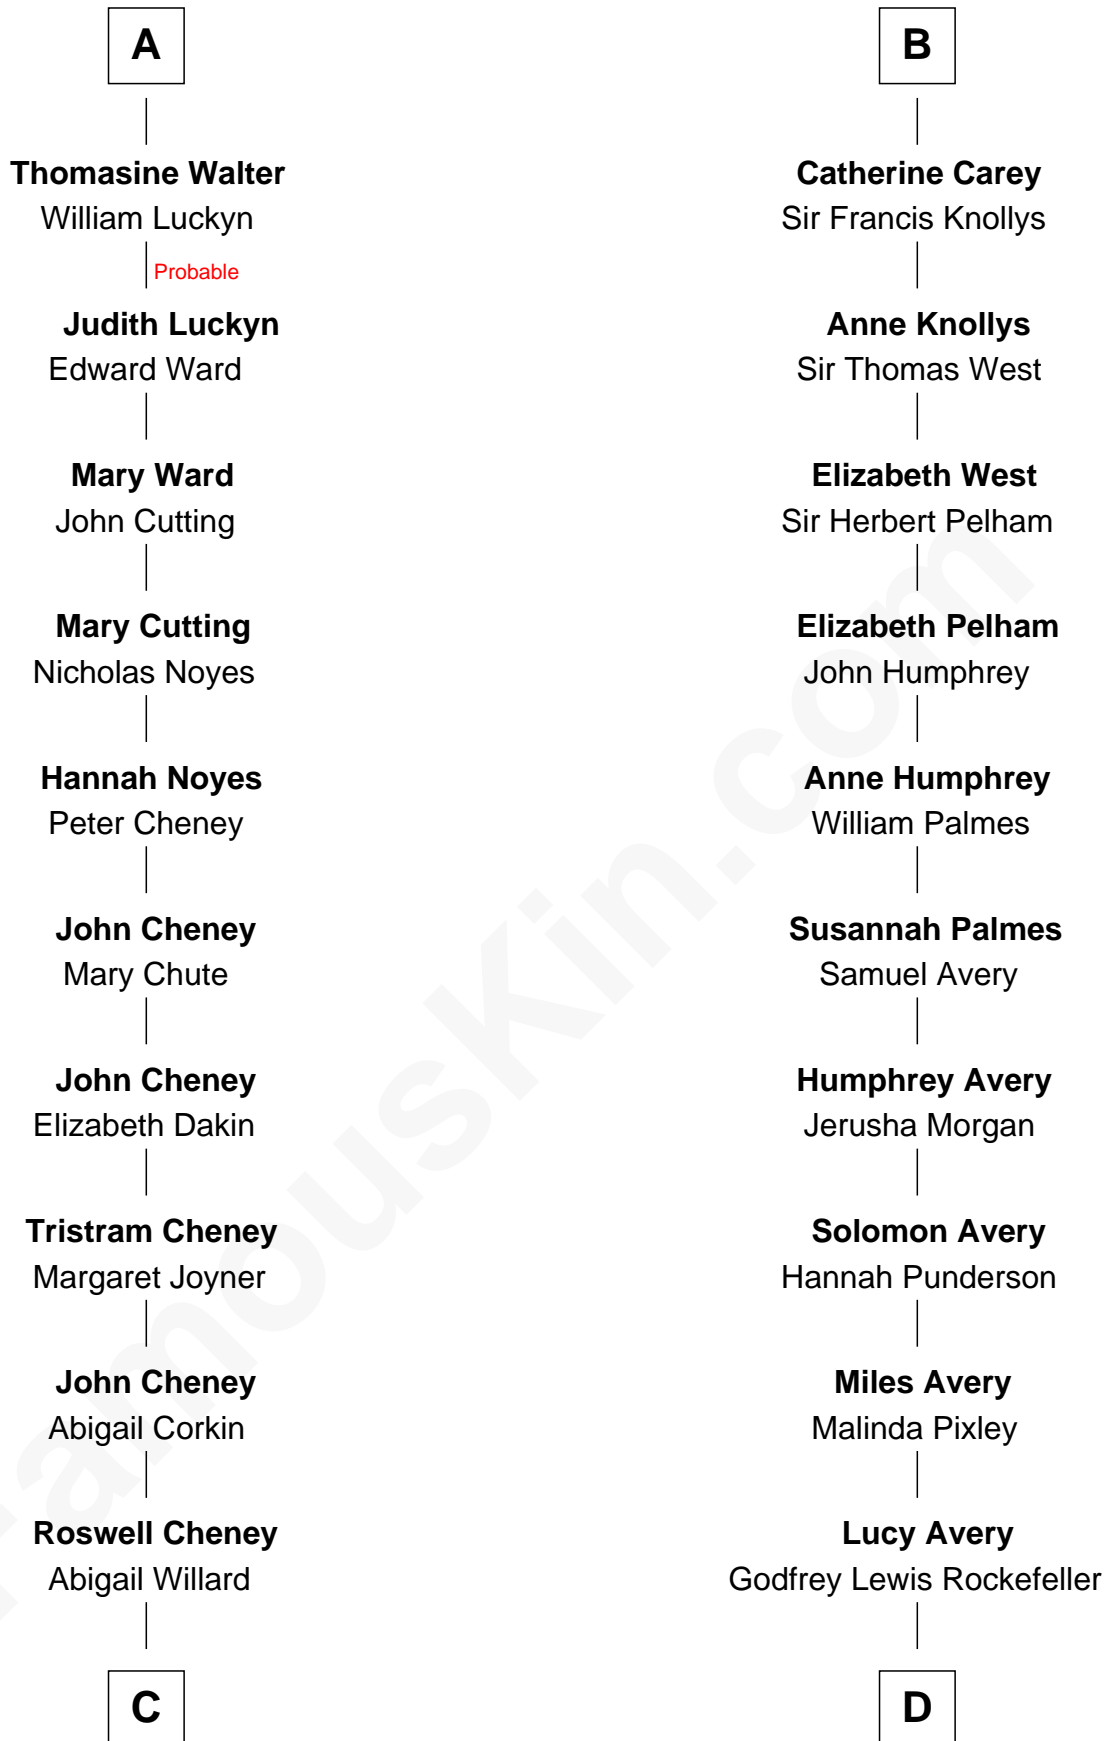 A
Thomasine Walter
William Luckyn
Probable
Judith Luckyn
Edward Ward
Mary Ward
John Cutting
Mary Cutting
Nicholas Noyes
Hannah Noyes
Peter Cheney
John Cheney
Mary Chute
John Cheney
Elizabeth Dakin
Tristram Cheney
Margaret Joyner
John Cheney
Abigail Corkin
Roswell Cheney
Abigail Willard
C
B
Catherine Carey
Sir Francis Knollys
Anne Knollys
Sir Thomas West
Elizabeth West
Sir Herbert Pelham
Elizabeth Pelham
John Humphrey
Anne Humphrey
William Palmes
Susannah Palmes
Samuel Avery
Humphrey Avery
Jerusha Morgan
Solomon Avery
Hannah Punderson
Miles Avery
Malinda Pixley
Lucy Avery
Godfrey Lewis Rockefeller
D
FamousKin.com